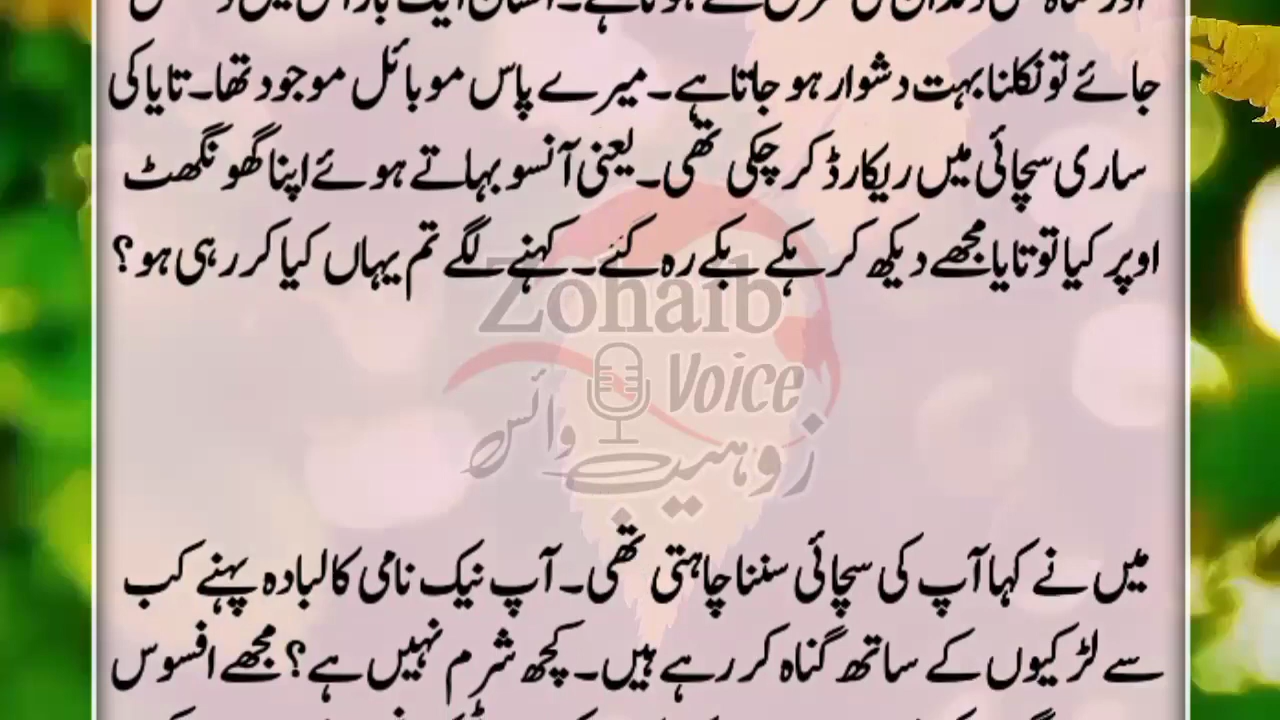 جائے تو نکلنا بہت دشوار ہو جاتا ہے۔ میرے پاس موبائل موجود تھا۔ تایا کی
ساری سچائی میں ریکارڈ کر چکی تھی۔ یعنی آنسو بہاتے ہوئے اپنا گھونگھٹ
اوپر کیا تو تایا مجھے دیکھ کر ہکے بکے رہ گئے۔ کہنے لگے تم یہاں کیا کر رہی ہو؟
Zohaib
Voice
زوہیب وائس
میں نے کہا آپ کی سچائی سننا چاہتی تھی۔ آپ نیک نامی کا لبادہ پہنے کب
سے لڑکیوں کے ساتھ گناہ کر رہے ہیں۔ کچھ شرم نہیں ہے؟ مجھے افسوس